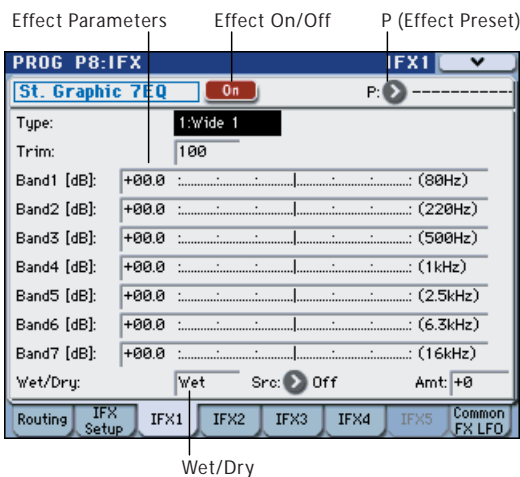 Effect Parameters Effect On/Off P (Effect Preset)
PROG P8:IFX IFX1
St. Graphic 7EQ On P: -----------
Type: 1:Wide 1
Trim: 100
Band1 [dB]: +00.0 (80Hz)
Band2 [dB]: +00.0 (220Hz)
Band3 [dB]: +00.0 (500Hz)
Band4 [dB]: +00.0 (1kHz)
Band5 [dB]: +00.0 (2.5kHz)
Band6 [dB]: +00.0 (6.3kHz)
Band7 [dB]: +00.0 (16kHz)
Wet/Dry: Wet Src: Off Amt: +0
Routing IFX Setup IFX1 IFX2 IFX3 IFX4 IFX5 Common FX LFO
Wet/Dry